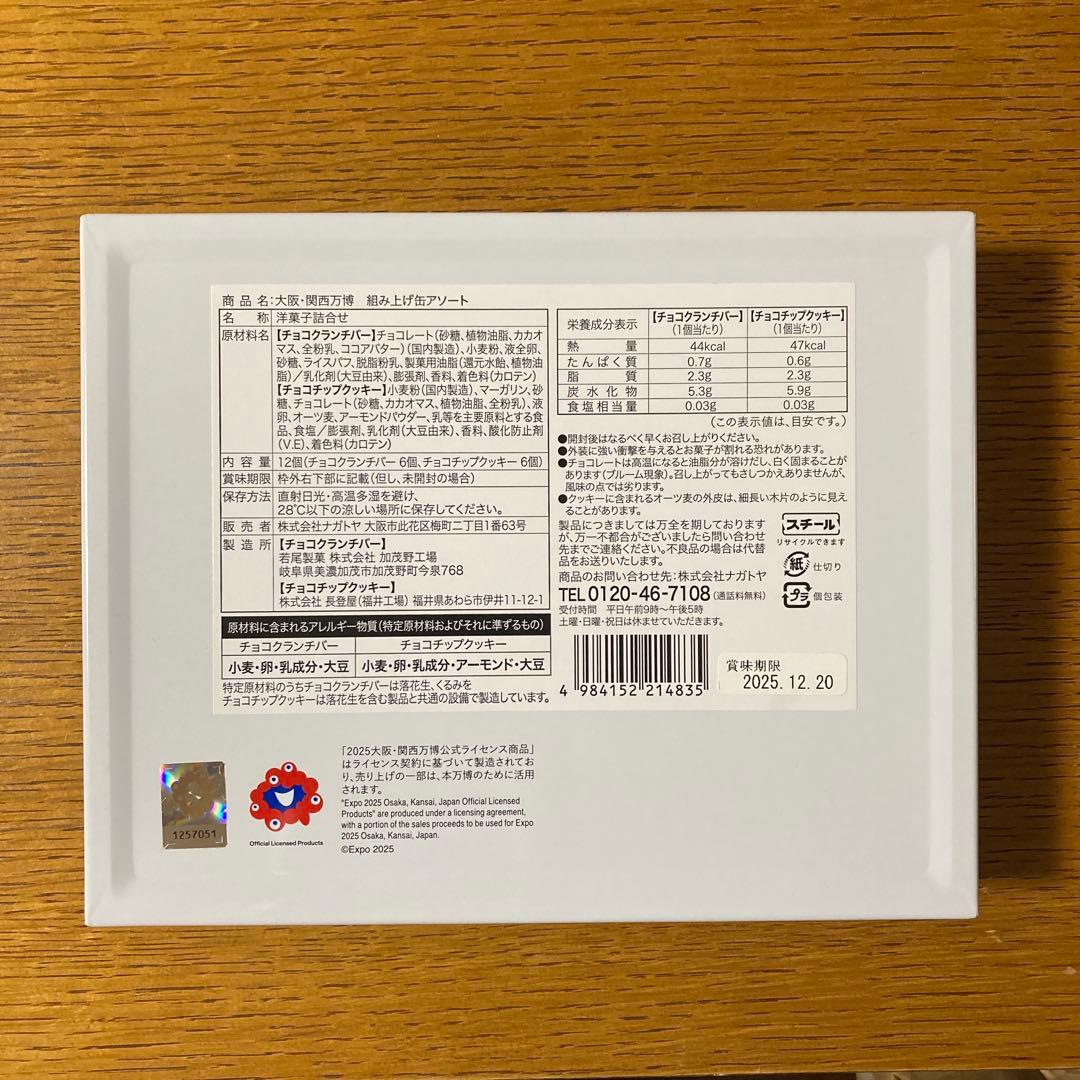 商品名:大阪・関西万博 組み上げ缶アソート
名称 洋菓子詰合せ
原材料名 【チョコクランチバー】チョコレート(砂糖、植物油脂、カカオ
マス、全粉乳、ココアバター)(国内製造)、小麦粉、液全卵、
砂糖、ライスパフ、脱脂粉乳、製菓用油脂(還元水飴、植物油
脂)/乳化剤(大豆由来)、膨張剤、香料、着色料(カロテン)
【チョコチップクッキー】小麦粉(国内製造)、マーガリン、砂
糖、チョコレート(砂糖、カカオマス、植物油脂、全粉乳)、液
卵、オーツ麦、アーモンドパウダー、乳等を主要原料とする食
品、食塩/膨張剤、乳化剤(大豆由来)、香料、酸化防止剤
(V.E)、着色料(カロテン)
内容量 12個(チョコクランチバー 6個、チョコチップクッキー 6個)
賞味期限 枠外右下部に記載(但し、未開封の場合)
保存方法 直射日光・高温多湿を避け、
28℃以下の涼しい場所に保存してください。
販売者 株式会社ナガトヤ 大阪市此花区梅町二丁目1番63号
製造所 【チョコクランチバー】
若尾製菓 株式会社 加茂野工場
岐阜県美濃加茂市加茂野町今泉768
【チョコチップクッキー】
株式会社 長登屋(福井工場) 福井県あわら市伊井11-12-1
原材料に含まれるアレルギー物質(特定原材料およびそれに準ずるもの)
チョコクランチバー チョコチップクッキー
小麦・卵・乳成分・大豆 小麦・卵・乳成分・アーモンド・大豆
特定原材料のうちチョコクランチバーは落花生、くるみを
チョコチップクッキーは落花生を含む製品と共通の設備で製造しています。
栄養成分表示 【チョコクランチバー】(1個当たり) 【チョコチップクッキー】(1個当たり)
熱量 44kcal 47kcal
たんぱく質 0.7g 0.6g
脂質 2.3g 2.3g
炭水化物 5.3g 5.9g
食塩相当量 0.03g 0.03g
(この表示値は、目安です。)
●開封後はなるべく早くお召し上がりください。
●外装に強い衝撃を与えるとお菓子が割れる恐れがあります。
●チョコレートは高温になると油脂分が溶けだし、白く固まることが
あります(ブルーム現象)。召し上がってもさしつかえありませんが、
風味の点では劣ります。
●クッキーに含まれるオーツ麦の外皮は、細長い木片のように見え
ることがあります。
製品につきましては万全を期しております
が、万一不都合がございましたら問い合わせ
先までご連絡ください。不良品の場合は代替
品をお送りいたします。
商品のお問い合わせ先:株式会社ナガトヤ
TEL 0120-46-7108(通話料無料)
受付時間 平日午前9時〜午後5時
土曜・日曜・祝日は休ませていただきます。
スチール
リサイクルできます
紙 仕切り
プラ 個包装
4 984152 214835
賞味期限
2025.12.20
1257051
Official Licensed Products
「2025大阪・関西万博公式ライセンス商品」
はライセンス契約に基づいて製造されてお
り、売り上げの一部は、本万博のために活用
されます。
"Expo 2025 Osaka, Kansai, Japan Official Licensed
Products" are produced under a licensing agreement,
with a portion of the sales proceeds to be used for Expo
2025 Osaka, Kansai, Japan.
©Expo 2025